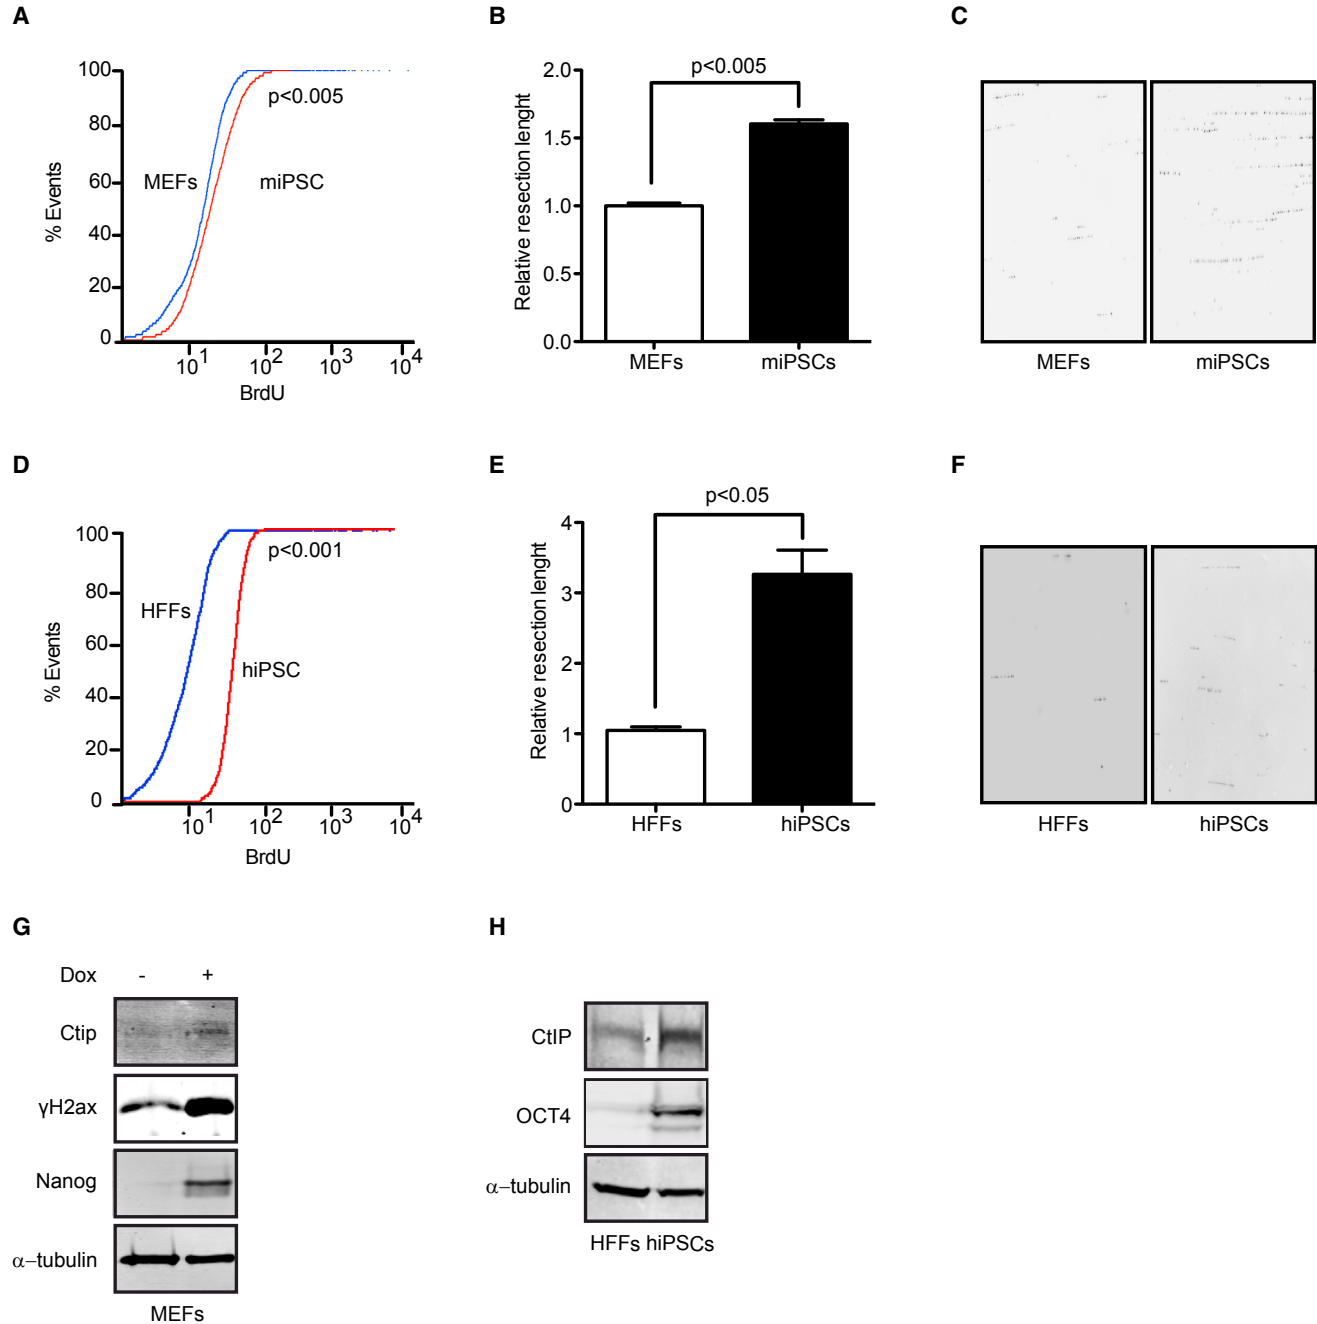 A
B
C
100
80
60
40
20
0
% Events
MEFs
miPSC
p<0.005
10^1 10^2 10^3 10^4
BrdU
2.0
1.5
1.0
0.5
0.0
Relative resection lenght
p<0.005
MEFs miPSCs
MEFs miPSCs
D
E
F
100
80
60
40
20
0
% Events
HFFs
hiPSC
p<0.001
10^1 10^2 10^3 10^4
BrdU
4
3
2
1
0
Relative resection lenght
p<0.05
HFFs hiPSCs
HFFs hiPSCs
G
H
Dox - +
Ctip
γH2ax
Nanog
α−tubulin
MEFs
CtIP
OCT4
α−tubulin
HFFs hiPSCs